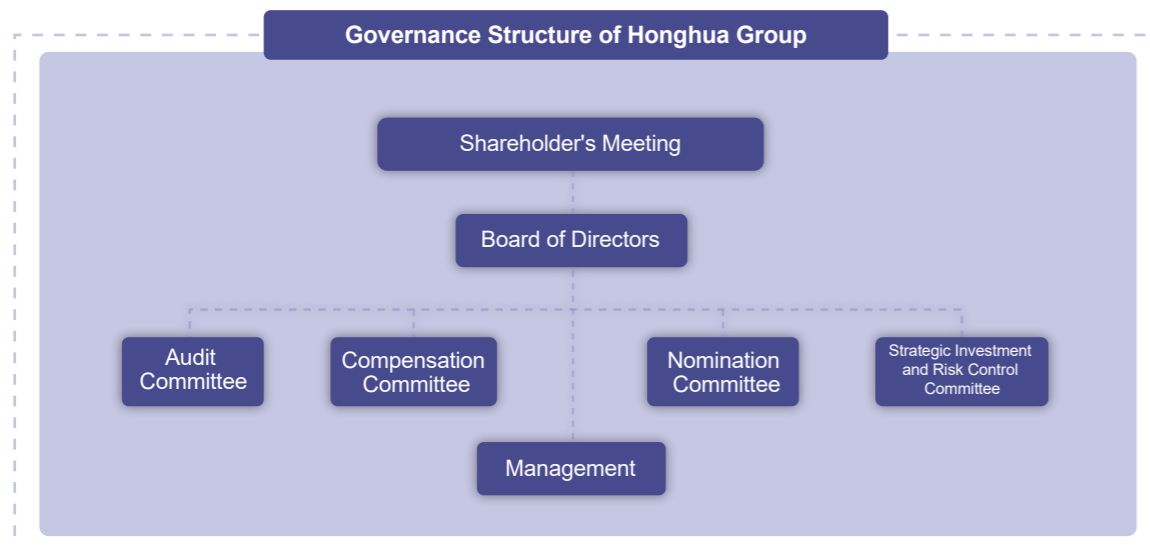 Governance Structure of Honghua Group
Shareholder's Meeting
Board of Directors
Audit
Committee
Compensation
Committee
Nomination
Committee
Strategic Investment
and Risk Control
Committee
Management